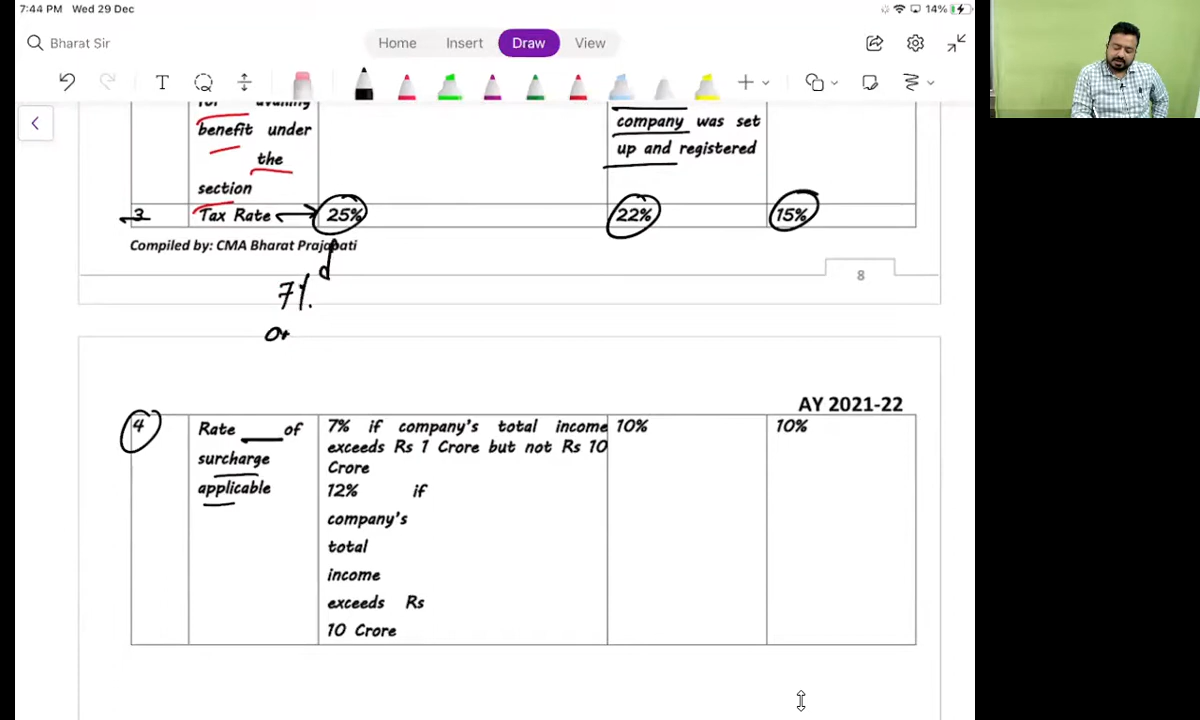 7:44 PM Wed 29 Dec
14%
Bharat Sir
Home Insert Draw View
T
for availing
benefit under
the
section
company was set
up and registered
3 Tax Rate 25% 22% 15%
Compiled by: CMA Bharat Prajapati
8
7%.
or
AY 2021-22
4
Rate of
surcharge
applicable
7% if company's total income
exceeds Rs 1 Crore but not Rs 10
Crore
12% if
company's
total
income
exceeds Rs
10 Crore
10%
10%